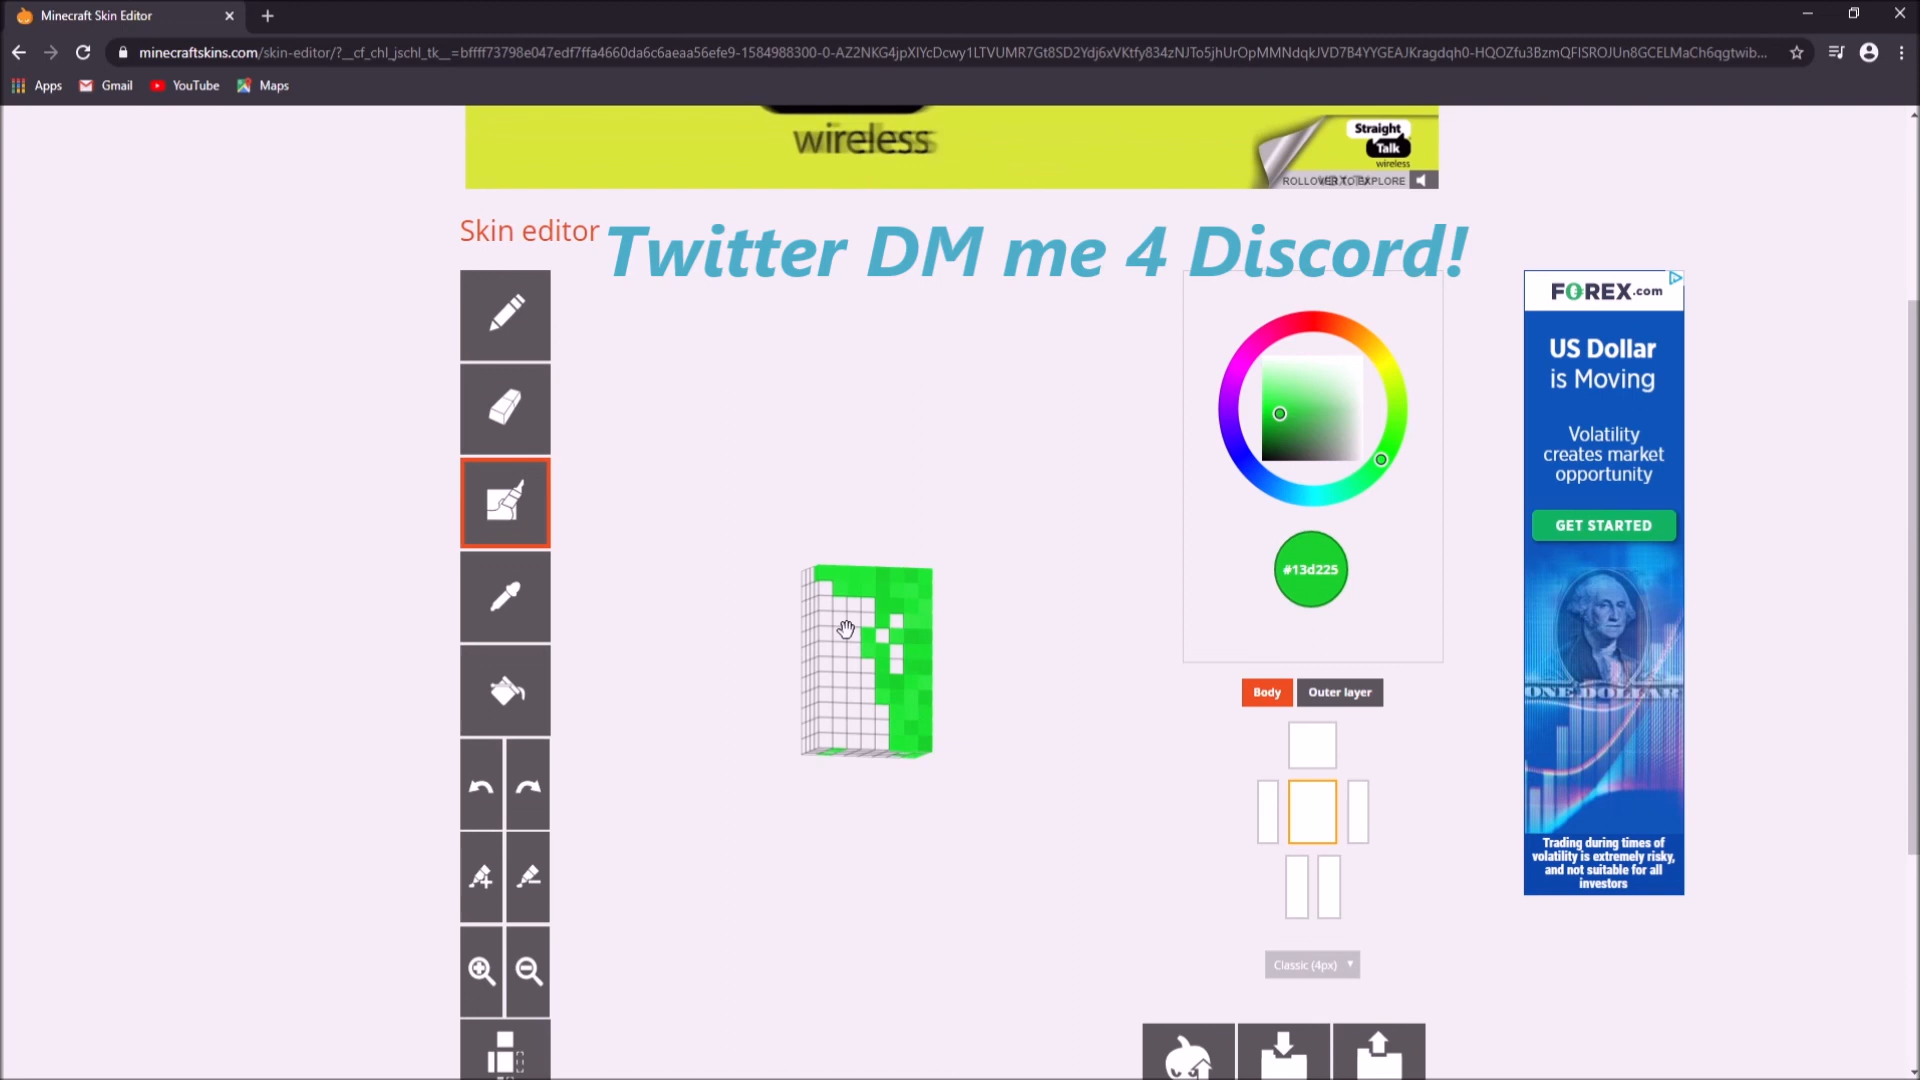 Minecraft Skin Editor
minecraftskins.com/skin-editor/?__cf_chl_jschl_tk__=bffff73798e047edf7ffa4660da6c6aeaa56efe9-1584988300-0-AZ2NKG4jpXIYcDcwy1LTVUMR7Gt8SD2Ydj6xVKtfy834zNJTo5jhUrOpMMNdqkJVD7B4YYGEAJKragdqh0-HQOZfu3BzmQFISROJUn8GCELMaCh6qgtwib...
Apps Gmail YouTube Maps
wireless
Straight
Talk
wireless
Skin editor
Twitter DM me 4 Discord!
FOREX.com
US Dollar
is Moving
Volatility
creates market
opportunity
GET STARTED
#13d225
ONE DOLLAR
Body Outer layer
Trading during times of
volatility is extremely risky,
and not suitable for all
investors
Classic (4px)